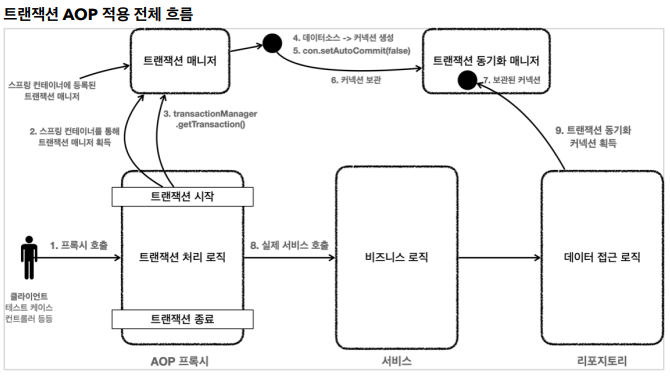 트랜잭션 AOP 적용 전체 흐름
트랜잭션 매니저
4. 데이터소스 -> 커넥션 생성
5. con.setAutoCommit(false)
6. 커넥션 보관
트랜잭션 동기화 매니저
7. 보관된 커넥션
스프링 컨테이너에 등록된
트랜잭션 매니저
2. 스프링 컨테이너를 통해
트랜잭션 매니저 획득
3. transactionManager
.getTransaction()
9. 트랜잭션 동기화
커넥션 획득
트랜잭션 시작
1. 프록시 호출
트랜잭션 처리 로직
8. 실제 서비스 호출
비즈니스 로직
데이터 접근 로직
클라이언트
테스트 케이스
컨트롤러 등등
트랜잭션 종료
AOP 프록시
서비스
리포지토리